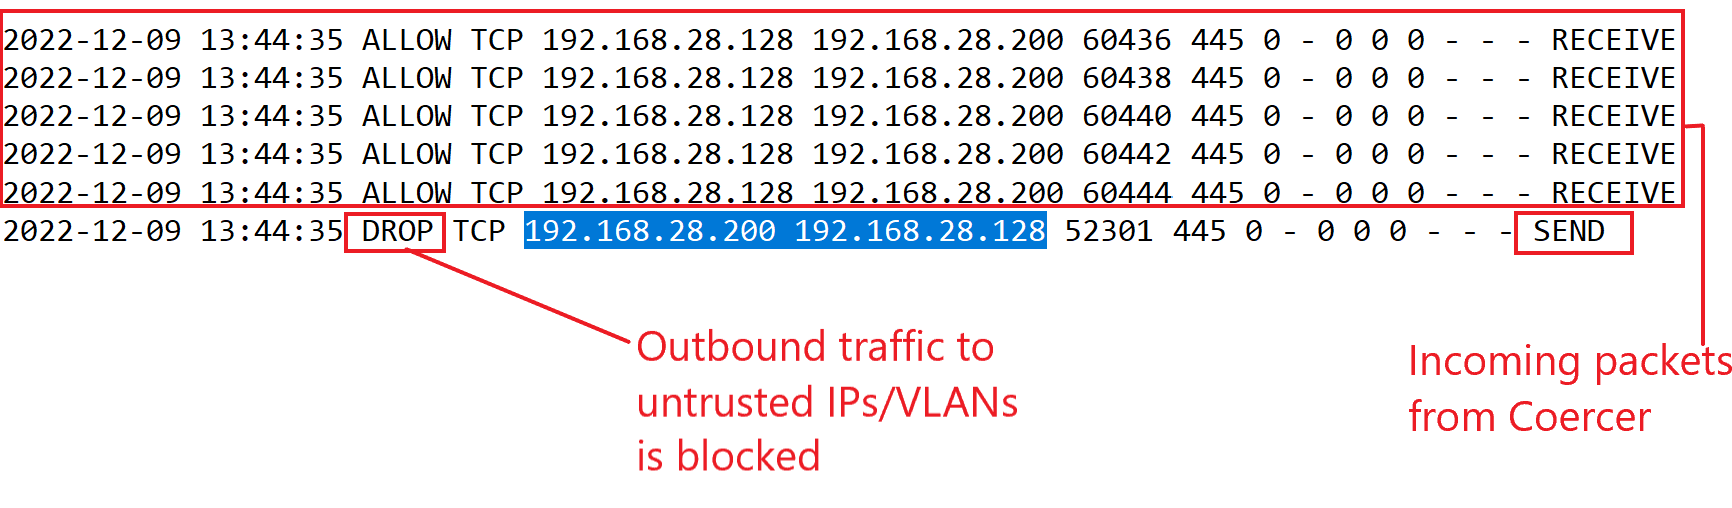 2022-12-09 13:44:35 ALLOW TCP 192.168.28.128 192.168.28.200 60436 445 0 - 0 0 0 - - - RECEIVE
2022-12-09 13:44:35 ALLOW TCP 192.168.28.128 192.168.28.200 60438 445 0 - 0 0 0 - - - RECEIVE
2022-12-09 13:44:35 ALLOW TCP 192.168.28.128 192.168.28.200 60440 445 0 - 0 0 0 - - - RECEIVE
2022-12-09 13:44:35 ALLOW TCP 192.168.28.128 192.168.28.200 60442 445 0 - 0 0 0 - - - RECEIVE
2022-12-09 13:44:35 ALLOW TCP 192.168.28.128 192.168.28.200 60444 445 0 - 0 0 0 - - - RECEIVE
2022-12-09 13:44:35 DROP TCP 192.168.28.200 192.168.28.128 52301 445 0 - 0 0 0 - - - SEND
Outbound traffic to
untrusted IPs/VLANs
is blocked
Incoming packets
from Coercer